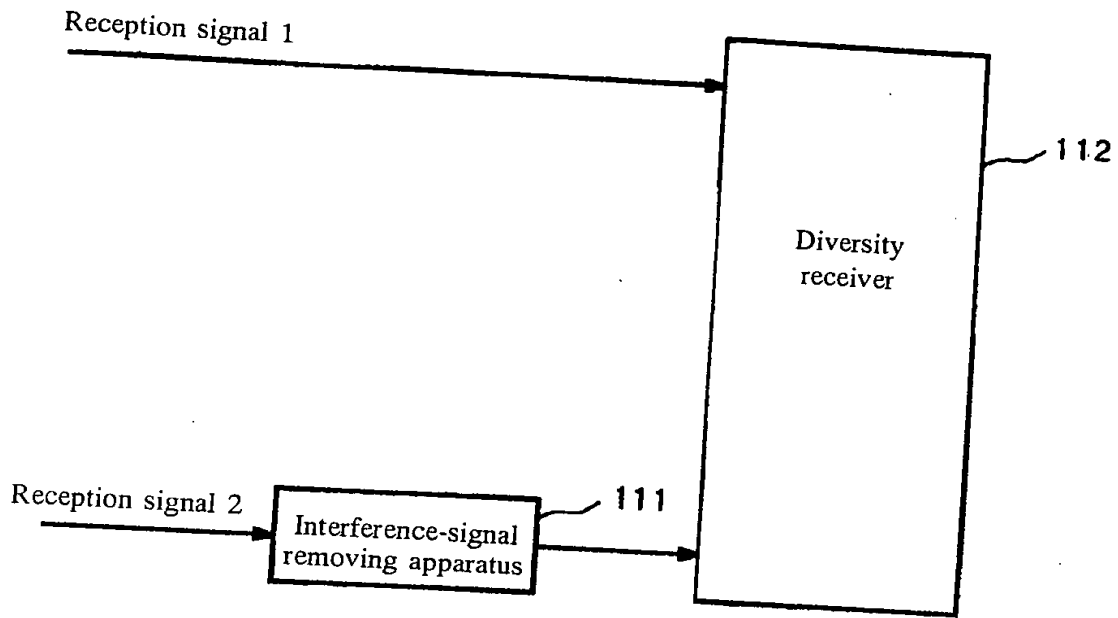 Reception signal 1
112
Diversity
receiver
Reception signal 2
111
Interference-signal
removing apparatus